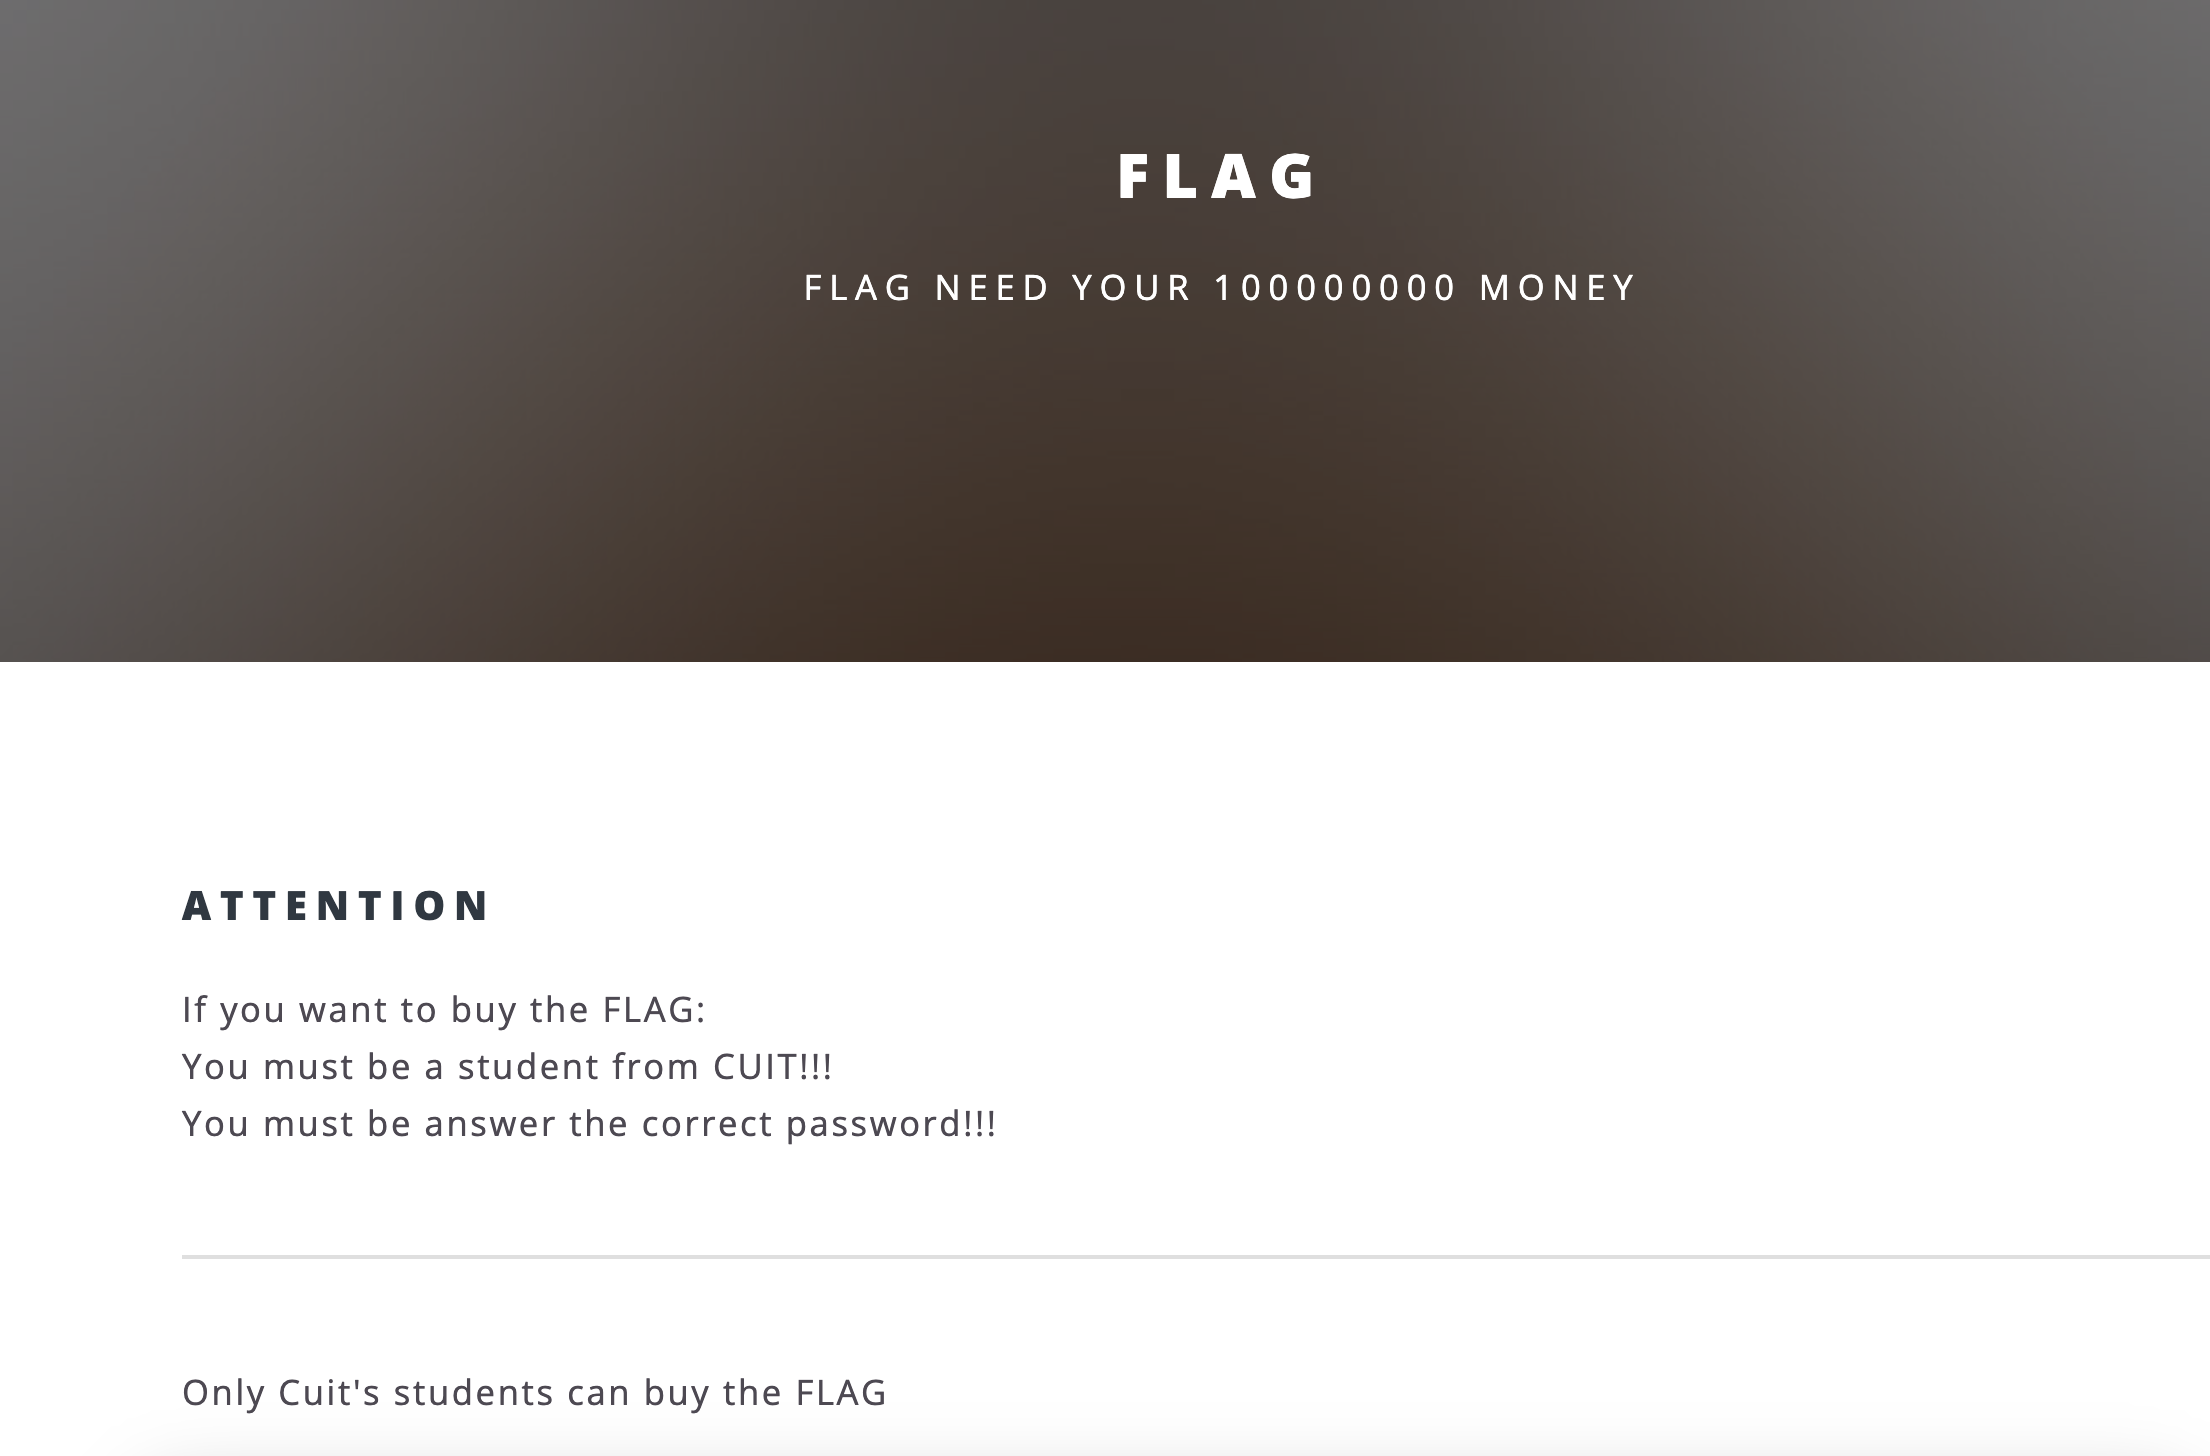 FLAG
FLAG NEED YOUR 100000000 MONEY
ATTENTION
If you want to buy the FLAG:
You must be a student from CUIT!!!
You must be answer the correct password!!!
Only Cuit's students can buy the FLAG